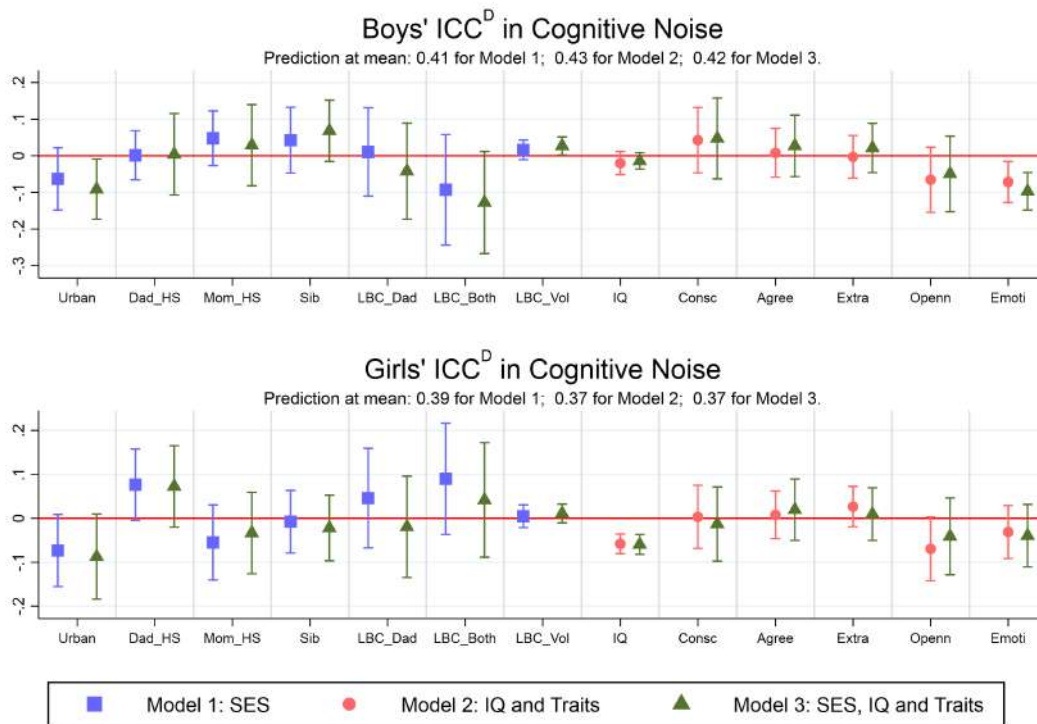 Boys' ICC^D in Cognitive Noise
Prediction at mean: 0.41 for Model 1; 0.43 for Model 2; 0.42 for Model 3.
.2
.1
0
-.1
-.2
-.3
Urban Dad_HS Mom_HS Sib LBC_Dad LBC_Both LBC_Vol IQ Consc Agree Extra Openn Emoti
Girls' ICC^D in Cognitive Noise
Prediction at mean: 0.39 for Model 1; 0.37 for Model 2; 0.37 for Model 3.
.2
.1
0
-.1
-.2
Urban Dad_HS Mom_HS Sib LBC_Dad LBC_Both LBC_Vol IQ Consc Agree Extra Openn Emoti
Model 1: SES Model 2: IQ and Traits Model 3: SES, IQ and Traits